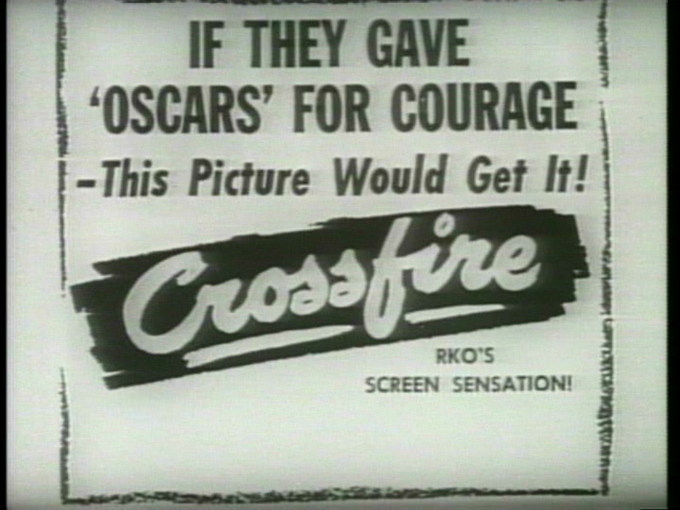 IF THEY GAVE
'OSCARS' FOR COURAGE
-This Picture Would Get It!
Crossfire
RKO'S
SCREEN SENSATION!